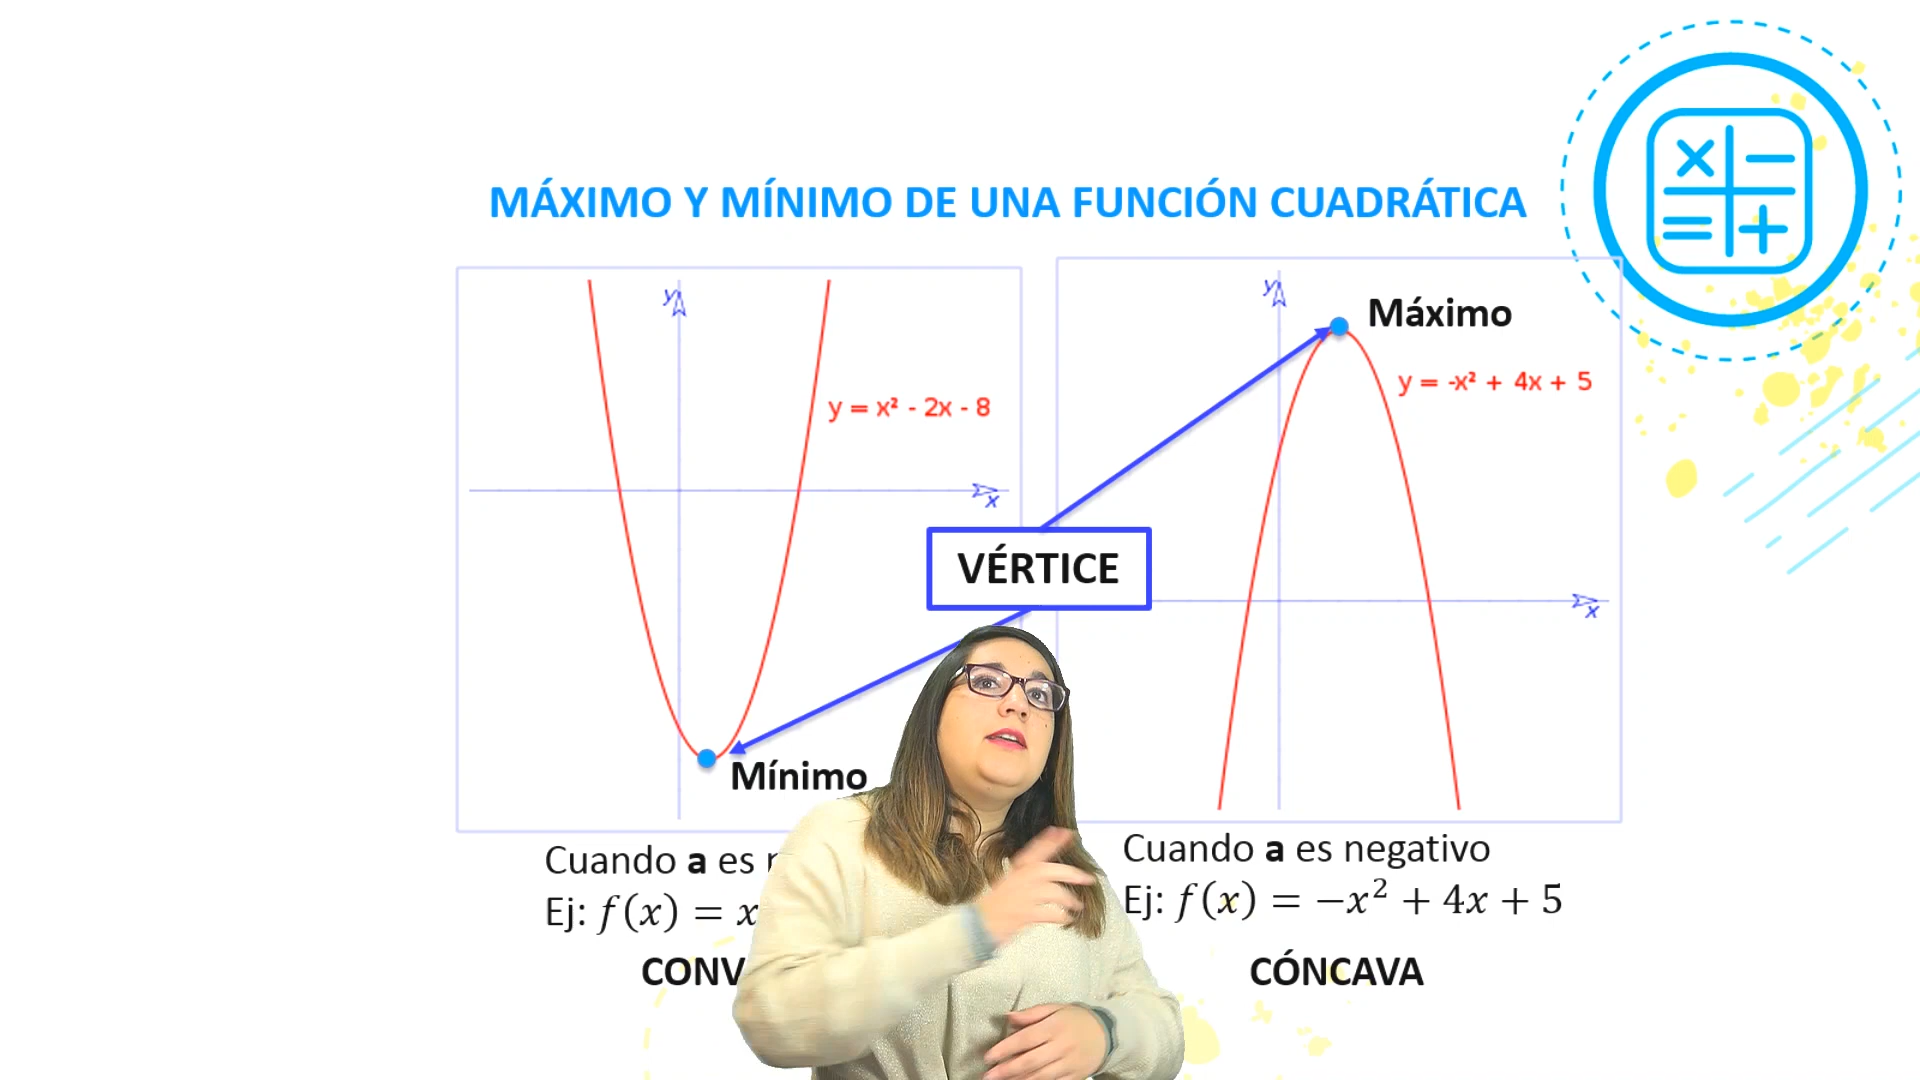 MÁXIMO Y MÍNIMO DE UNA FUNCIÓN CUADRÁTICA
y
x
y = x² - 2x - 8
Mínimo
VÉRTICE
y
x
Máximo
y = -x² + 4x + 5
Cuando a es
Ej: f(x) = x
Cuando a es negativo
Ej: f(x) = −x² + 4x + 5
CÓNCAVA